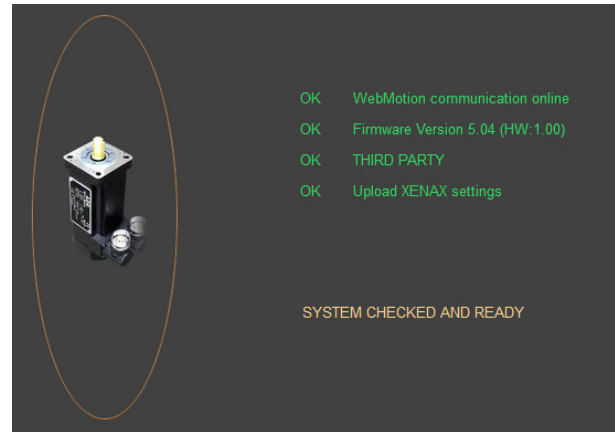 OK WebMotion communication online
OK Firmware Version 5.04 (HW:1.00)
OK THIRD PARTY
OK Upload XENAX settings
SYSTEM CHECKED AND READY